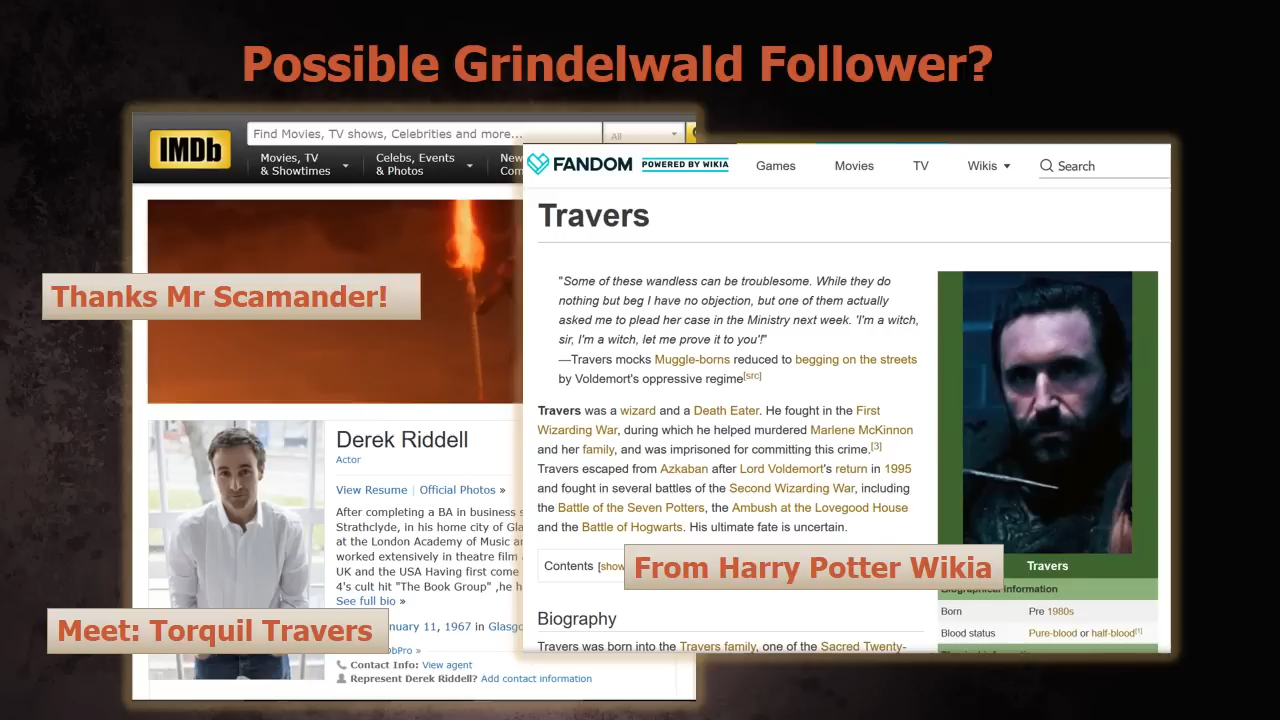 Possible Grindelwald Follower?
IMDb
Find Movies, TV shows, Celebrities and more...
All
Movies, TV
& Showtimes
Celebs, Events
& Photos
Thanks Mr Scamander!
Derek Riddell
Actor
View Resume | Official Photos »
After completing a BA in business s
Strathclyde, in his home city of Gla
at the London Academy of Music a
worked extensively in theatre film
UK and the USA Having first come
4's cult hit "The Book Group" ,he h
See full bio »
Meet: Torquil Travers
nuary 11, 1967 in Glasgo
bPro »
Contact Info: View agent
Represent Derek Riddell? Add contact information
FANDOM POWERED BY WIKIA
Games
Movies
TV
Wikis
Search
Travers
"Some of these wandless can be troublesome. While they do
nothing but beg I have no objection, but one of them actually
asked me to plead her case in the Ministry next week. 'I'm a witch,
sir, I'm a witch, let me prove it to you'!"
—Travers mocks Muggle-borns reduced to begging on the streets
by Voldemort's oppressive regime[src]
Travers was a wizard and a Death Eater. He fought in the First
Wizarding War, during which he helped murdered Marlene McKinnon
and her family, and was imprisoned for committing this crime.[3]
Travers escaped from Azkaban after Lord Voldemort's return in 1995
and fought in several battles of the Second Wizarding War, including
the Battle of the Seven Potters, the Ambush at the Lovegood House
and the Battle of Hogwarts. His ultimate fate is uncertain.
Contents [show
From Harry Potter Wikia
Biography
Travers was born into the Travers family, one of the Sacred Twenty-
Travers
Biographical information
Born Pre 1980s
Blood status Pure-blood or half-blood[1]